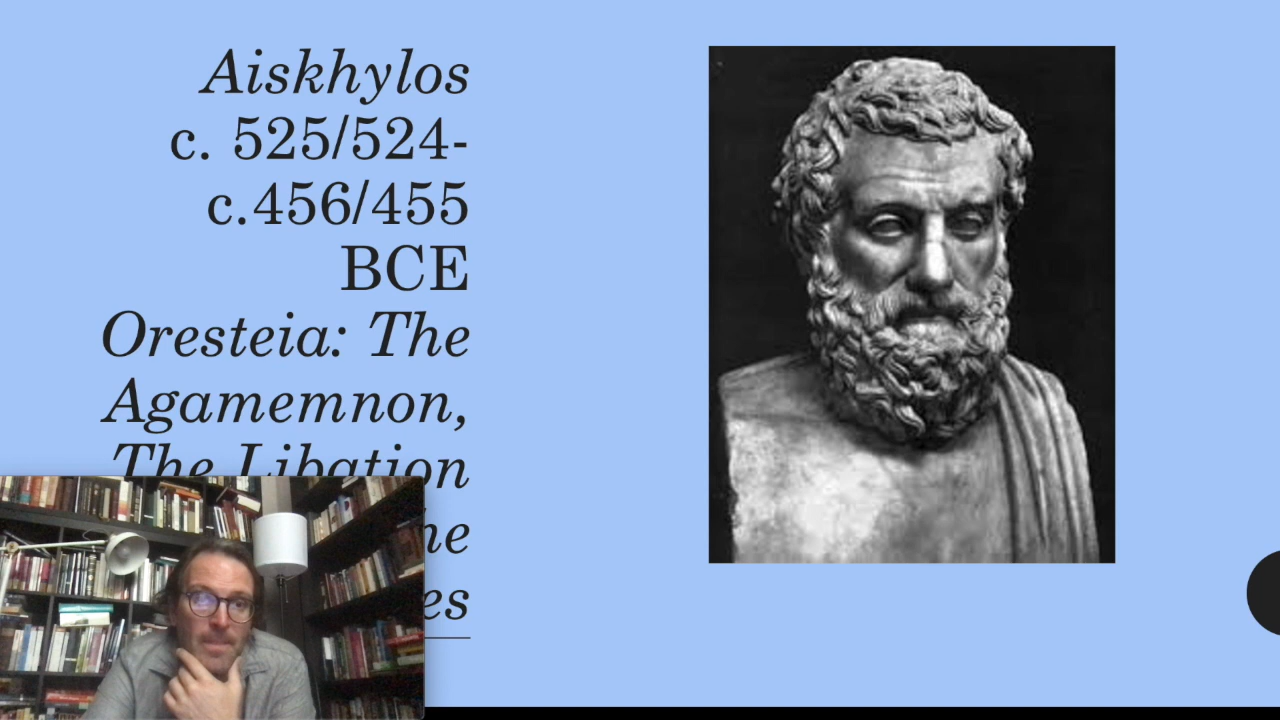 Aiskhylos
c. 525/524-
c.456/455
BCE
Oresteia: The
Agamemnon,
The Libation